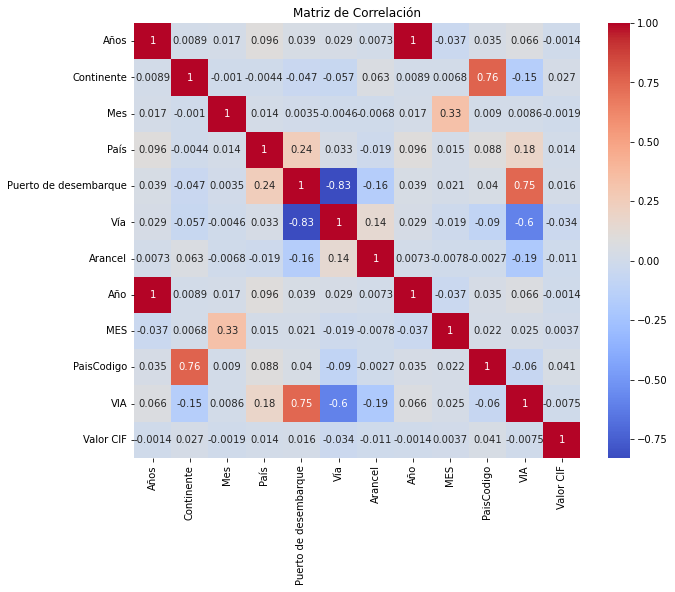 Matriz de Correlación
Años 1 0.0089 0.017 0.096 0.039 0.029 0.0073 1 -0.037 0.035 0.066 -0.0014
Continente 0.0089 1 -0.001 -0.0044 -0.047 -0.057 0.063 0.0089 0.0068 0.76 -0.15 0.027
Mes 0.017 -0.001 1 0.014 0.0035 -0.0046 -0.0068 0.017 0.33 0.009 0.0086 -0.0019
País 0.096 -0.0044 0.014 1 0.24 0.033 -0.019 0.096 0.015 0.088 0.18 0.014
Puerto de desembarque 0.039 -0.047 0.0035 0.24 1 -0.83 -0.16 0.039 0.021 0.04 0.75 0.016
Vía 0.029 -0.057 -0.0046 0.033 -0.83 1 0.14 0.029 -0.019 -0.09 -0.6 -0.034
Arancel 0.0073 0.063 -0.0068 -0.019 -0.16 0.14 1 0.0073 -0.0078 -0.0027 -0.19 -0.011
Año 1 0.0089 0.017 0.096 0.039 0.029 0.0073 1 -0.037 0.035 0.066 -0.0014
MES -0.037 0.0068 0.33 0.015 0.021 -0.019 -0.0078 -0.037 1 0.022 0.025 0.0037
PaisCodigo 0.035 0.76 0.009 0.088 0.04 -0.09 -0.0027 0.035 0.022 1 -0.06 0.041
VIA 0.066 -0.15 0.0086 0.18 0.75 -0.6 -0.19 0.066 0.025 -0.06 1 -0.0075
Valor CIF -0.0014 0.027 -0.0019 0.014 0.016 -0.034 -0.011 -0.0014 0.0037 0.041 -0.0075 1
Años
Continente
Mes
País
Puerto de desembarque
Vía
Arancel
Año
MES
PaisCodigo
VIA
Valor CIF
1.00
0.75
0.50
0.25
0.00
-0.25
-0.50
-0.75